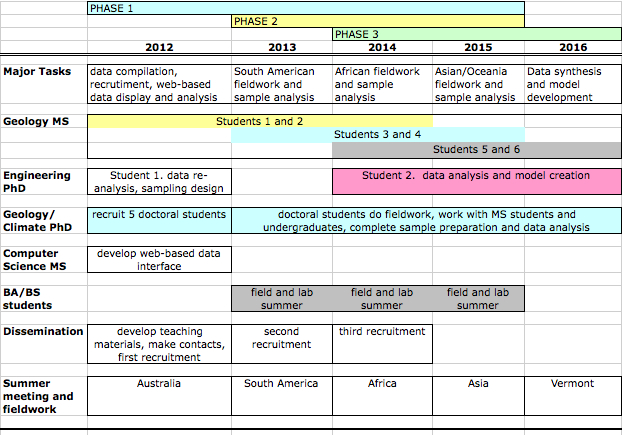 PHASE 1
PHASE 2
PHASE 3
2012 2013 2014 2015 2016
Major Tasks
data compilation,
recrutiment, web-based
data display and analysis
South American
fieldwork and
sample analysis
African fieldwork
and sample
analysis
Asian/Oceania
fieldwork and
sample analysis
Data synthesis
and model
development
Geology MS
Students 1 and 2
Students 3 and 4
Students 5 and 6
Engineering
PhD
Student 1. data re-
analysis, sampling design
Student 2.  data analysis and model creation
Geology/
Climate PhD
recruit 5 doctoral students
doctoral students do fieldwork, work with MS students and
undergraduates, complete sample preparation and data analysis
Computer
Science MS
develop web-based data
interface
BA/BS
students
field and lab
summer
field and lab
summer
field and lab
summer
Dissemination
develop teaching
materials, make contacts,
first recruitment
second
recruitment
third recruitment
Summer
meeting and
fieldwork
Australia
South America
Africa
Asia
Vermont